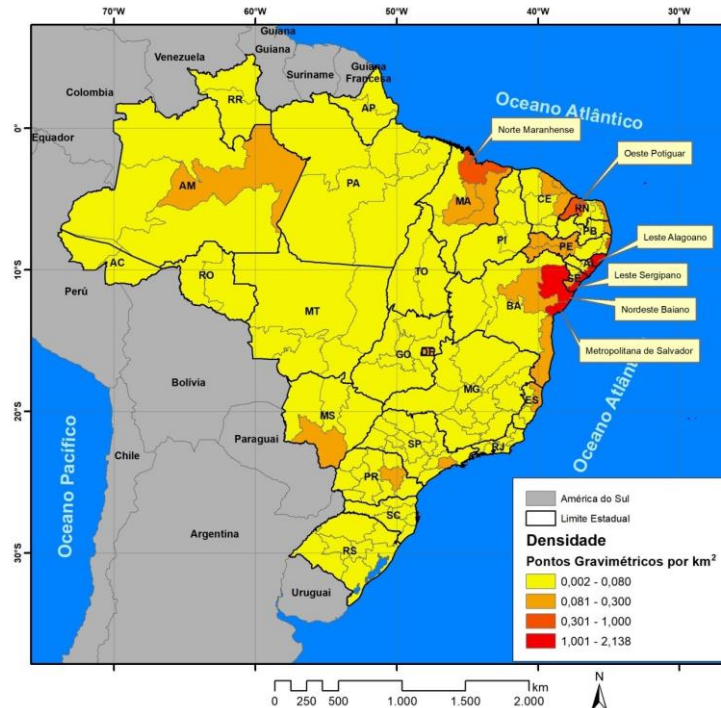 70°W
60°W
50°W
40°W
30°W
Guiana
Venezuela
Guiana
Suriname
Guiana
Francesa
Colombia
Oceano Atlântico
RR
AP
0°
Equador
Norte Maranhense
Oeste Potiguar
AM
PA
MA
CE
RN
PB
PI
PE
Leste Alagoano
AL
AC
TO
SE
Leste Sergipano
10°S
RO
Perú
BA
Nordeste Baiano
MT
Metropolitana de Salvador
GO
DF
Bolívia
MG
ES
20°S
MS
Oceano Pacífico
Paraguai
SP
RJ
Oceano Atlântico
Chile
PR
SC
Argentina
RS
30°S
Uruguai
América do Sul
Limite Estadual
Densidade
Pontos Gravimétricos por km²
0,002 - 0,080
0,081 - 0,300
0,301 - 1,000
1,001 - 2,138
km
0 250 500 1.000 1.500 2.000
N